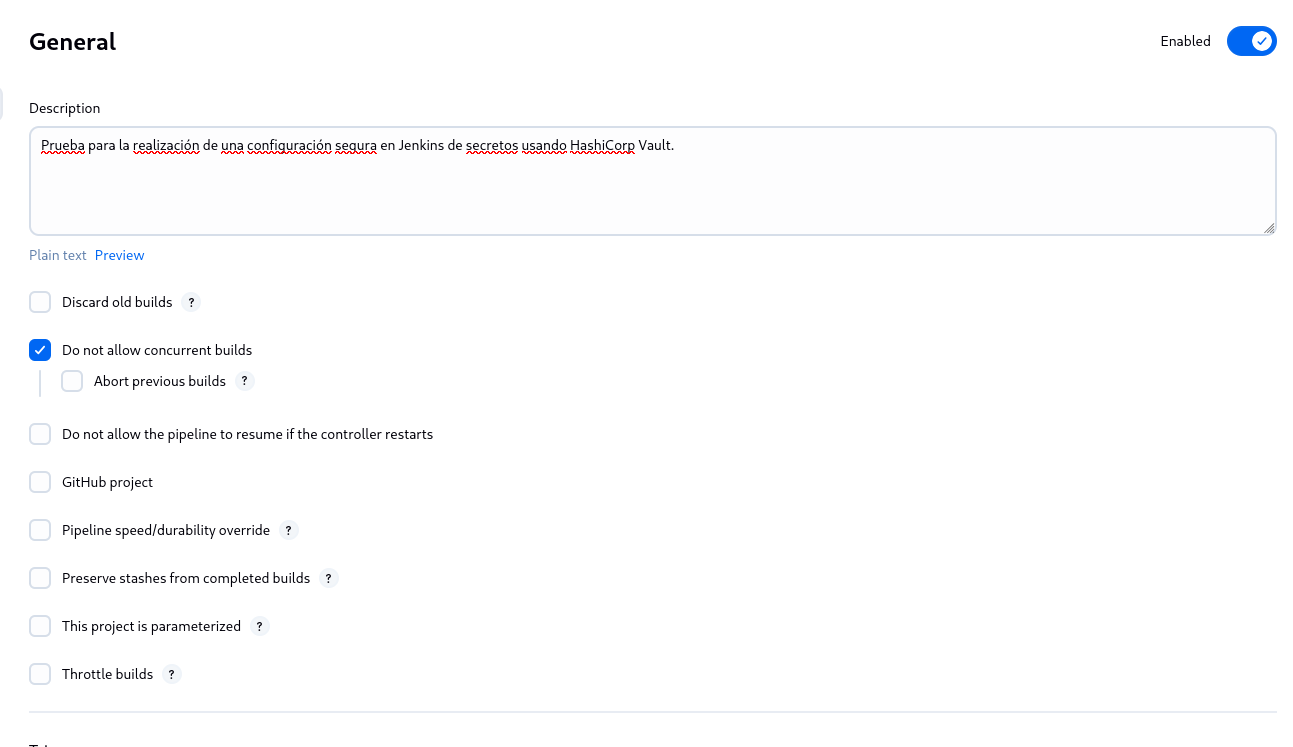 General
Enabled
Description
Prueba para la realización de una configuración segura en Jenkins de secretos usando HashiCorp Vault.
Plain text Preview
Discard old builds ?
Do not allow concurrent builds
Abort previous builds ?
Do not allow the pipeline to resume if the controller restarts
GitHub project
Pipeline speed/durability override ?
Preserve stashes from completed builds ?
This project is parameterized ?
Throttle builds ?